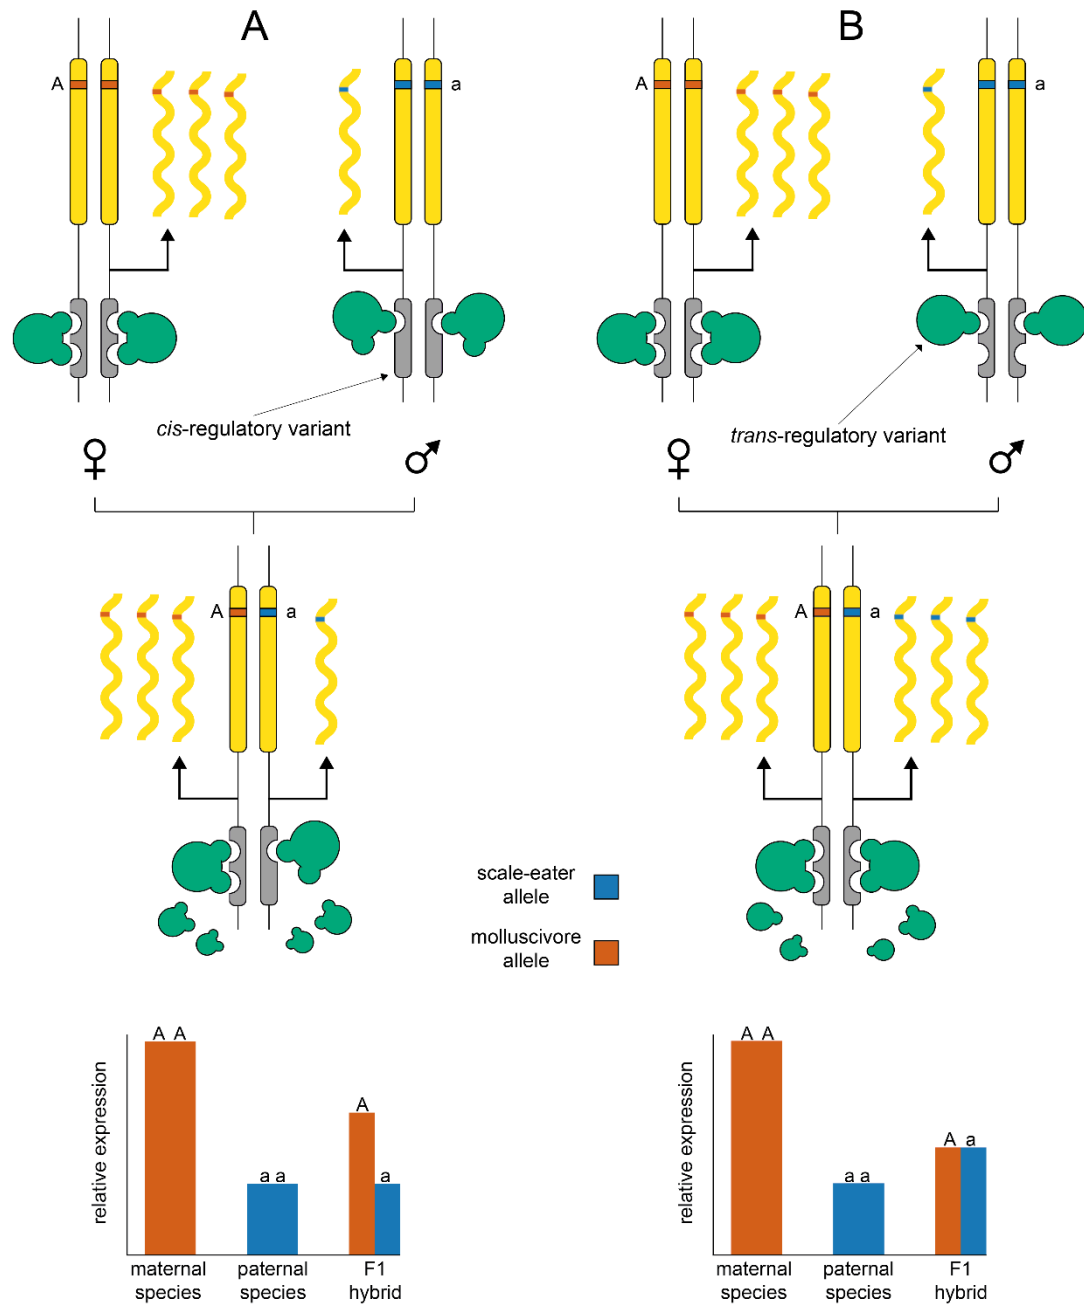 A
B
A
a
A
a
cis-regulatory variant
trans-regulatory variant
♀
♂
♀
♂
A
a
A
a
scale-eater
allele
molluscivore
allele
relative expression
A A
a a
A
a
maternal
species
paternal
species
F1
hybrid
relative expression
A A
a a
A a
maternal
species
paternal
species
F1
hybrid